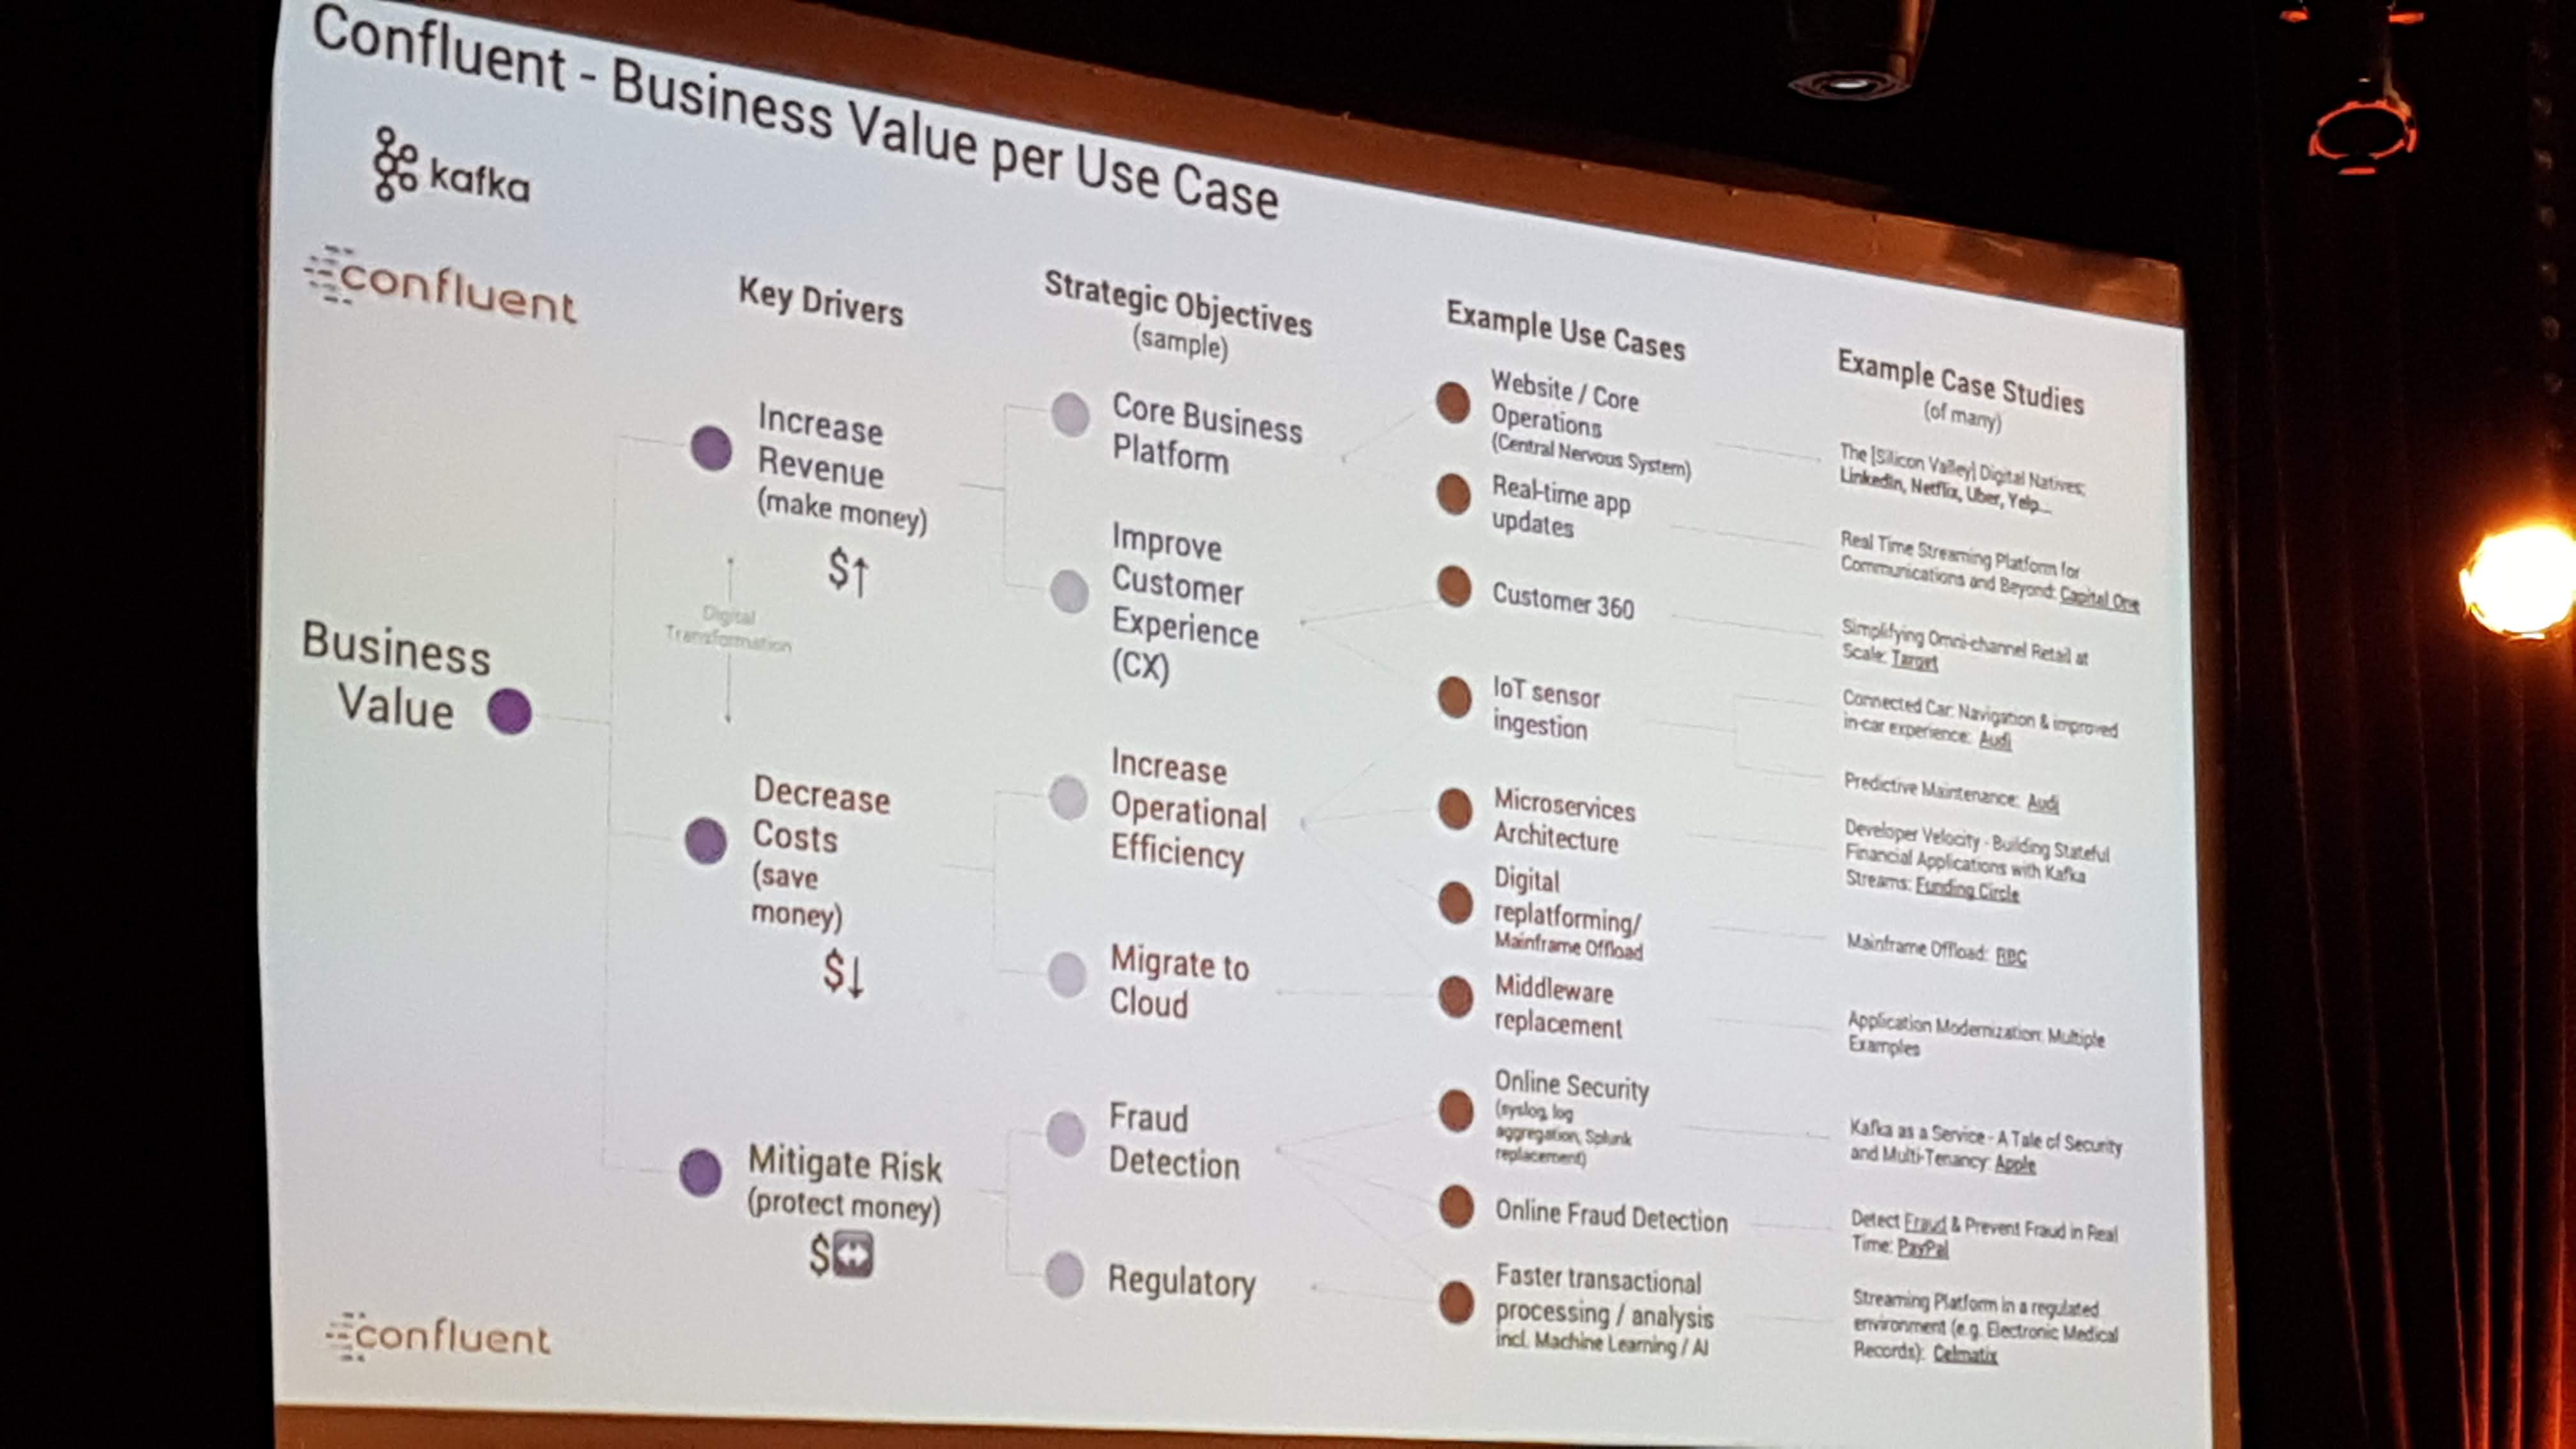 Confluent - Business Value per Use Case
kafka
confluent
Key Drivers
Strategic Objectives
(sample)
Example Use Cases
Example Case Studies
(of many)
Business
Value
Increase
Revenue
(make money)
$↑
Digital
Transformation
Decrease
Costs
(save
money)
$↓
Mitigate Risk
(protect money)
$↔
Core Business
Platform
Improve
Customer
Experience
(CX)
Increase
Operational
Efficiency
Migrate to
Cloud
Fraud
Detection
Regulatory
Website / Core
Operations
(Central Nervous System)
Real-time app
updates
Customer 360
IoT sensor
ingestion
Microservices
Architecture
Digital
replatforming/
Mainframe Offload
Middleware
replacement
Online Security
(syslog, log
aggregation, Splunk
replacement)
Online Fraud Detection
Faster transactional
processing / analysis
incl. Machine Learning / AI
The [Silicon Valley] Digital Natives;
LinkedIn, Netflix, Uber, Yelp...
Real Time Streaming Platform for
Communications and Beyond: Capital One
Simplifying Omni-channel Retail at
Scale: Target
Connected Car: Navigation & improved
in-car experience: Audi
Predictive Maintenance: Audi
Developer Velocity - Building Stateful
Financial Applications with Kafka
Streams: Funding Circle
Mainframe Offload: RBC
Application Modernization: Multiple
Examples
Kafka as a Service - A Tale of Security
and Multi-Tenancy: Apple
Detect Fraud & Prevent Fraud in Real
Time: PayPal
Streaming Platform in a regulated
environment (e.g. Electronic Medical
Records): Celmatix
confluent